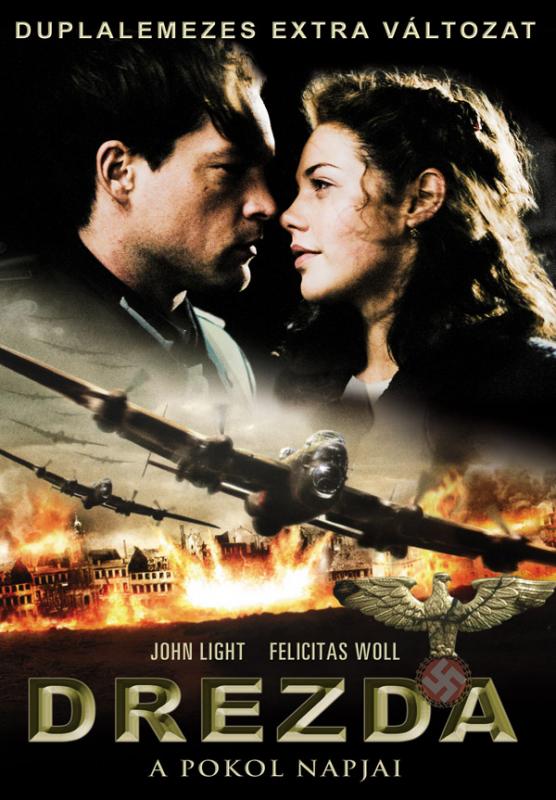 DUPLALEMEZES EXTRA VÁLTOZAT
JOHN LIGHT FELICITAS WOLL
DREZDA
A POKOL NAPJAI